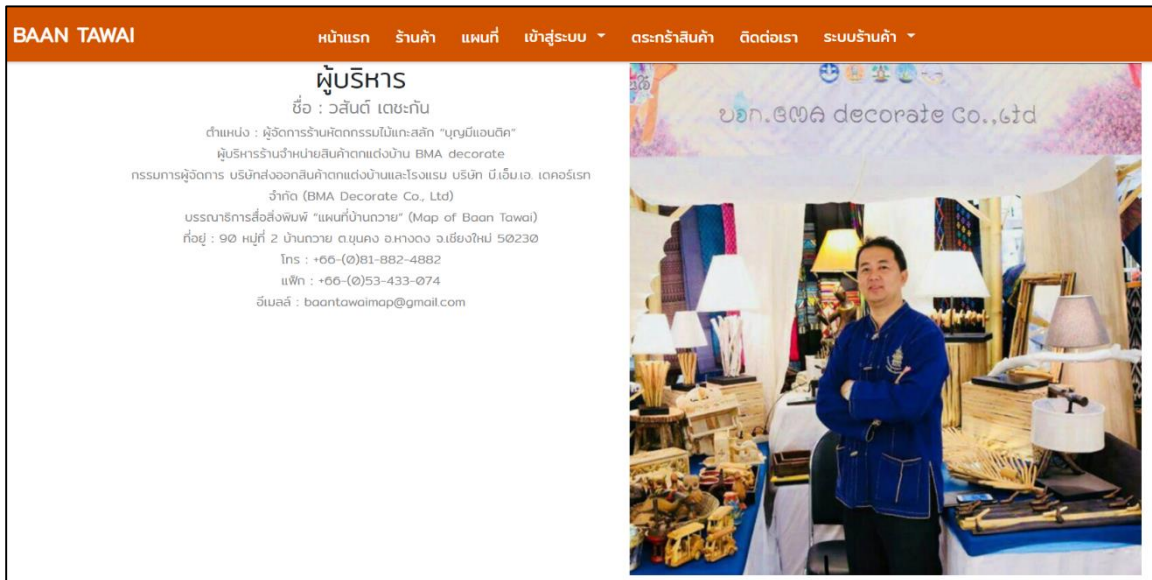 BAAN TAWAI
หน้าแรก
ร้านค้า
แผนที่
เข้าสู่ระบบ
ตระกร้าสินค้า
ติดต่อเรา
ระบบร้านค้า
ผู้บริหาร
ชื่อ : วสันต์ เตชะกัน
ตำแหน่ง : ผู้จัดการร้านหัตถกรรมไม้แกะสลัก “บุญมีแอนติค”
ผู้บริหารร้านจำหน่ายสินค้าตกแต่งบ้าน BMA decorate
กรรมการผู้จัดการ บริษัทส่งออกสินค้าตกแต่งบ้านและโรงแรม บริษัท บี.เอ็ม.เอ. เดคอร์เรท
จำกัด (BMA Decorate Co., Ltd)
บรรณาธิการสื่อสิ่งพิมพ์ “แผนที่บ้านถวาย” (Map of Baan Tawai)
ที่อยู่ : 90 หมู่ที่ 2 บ้านถวาย ต.ขุนคง อ.หางดง จ.เชียงใหม่ 50230
โทร : +66-(0)81-882-4882
แฟ็ก : +66-(0)53-433-074
อีเมลล์ : baantawaimap@gmail.com
บจก.BMA decorate Co.,Ltd